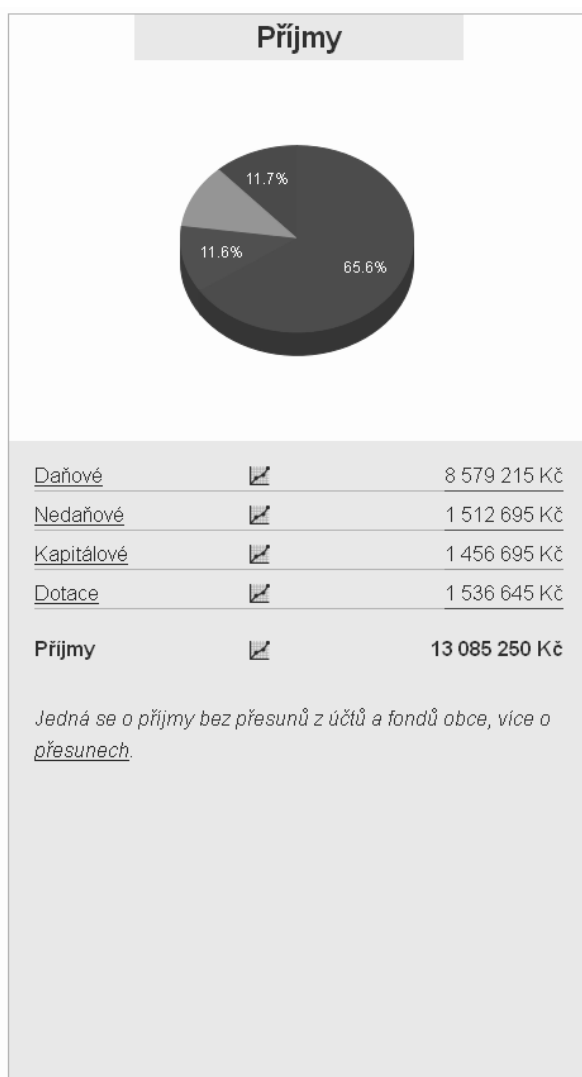 Příjmy
11.7%
11.6%
65.6%
Daňové 8 579 215 Kč
Nedaňové 1 512 695 Kč
Kapitálové 1 456 695 Kč
Dotace 1 536 645 Kč
Příjmy 13 085 250 Kč
Jedná se o příjmy bez přesunů z účtů a fondů obce, více o
přesunech.